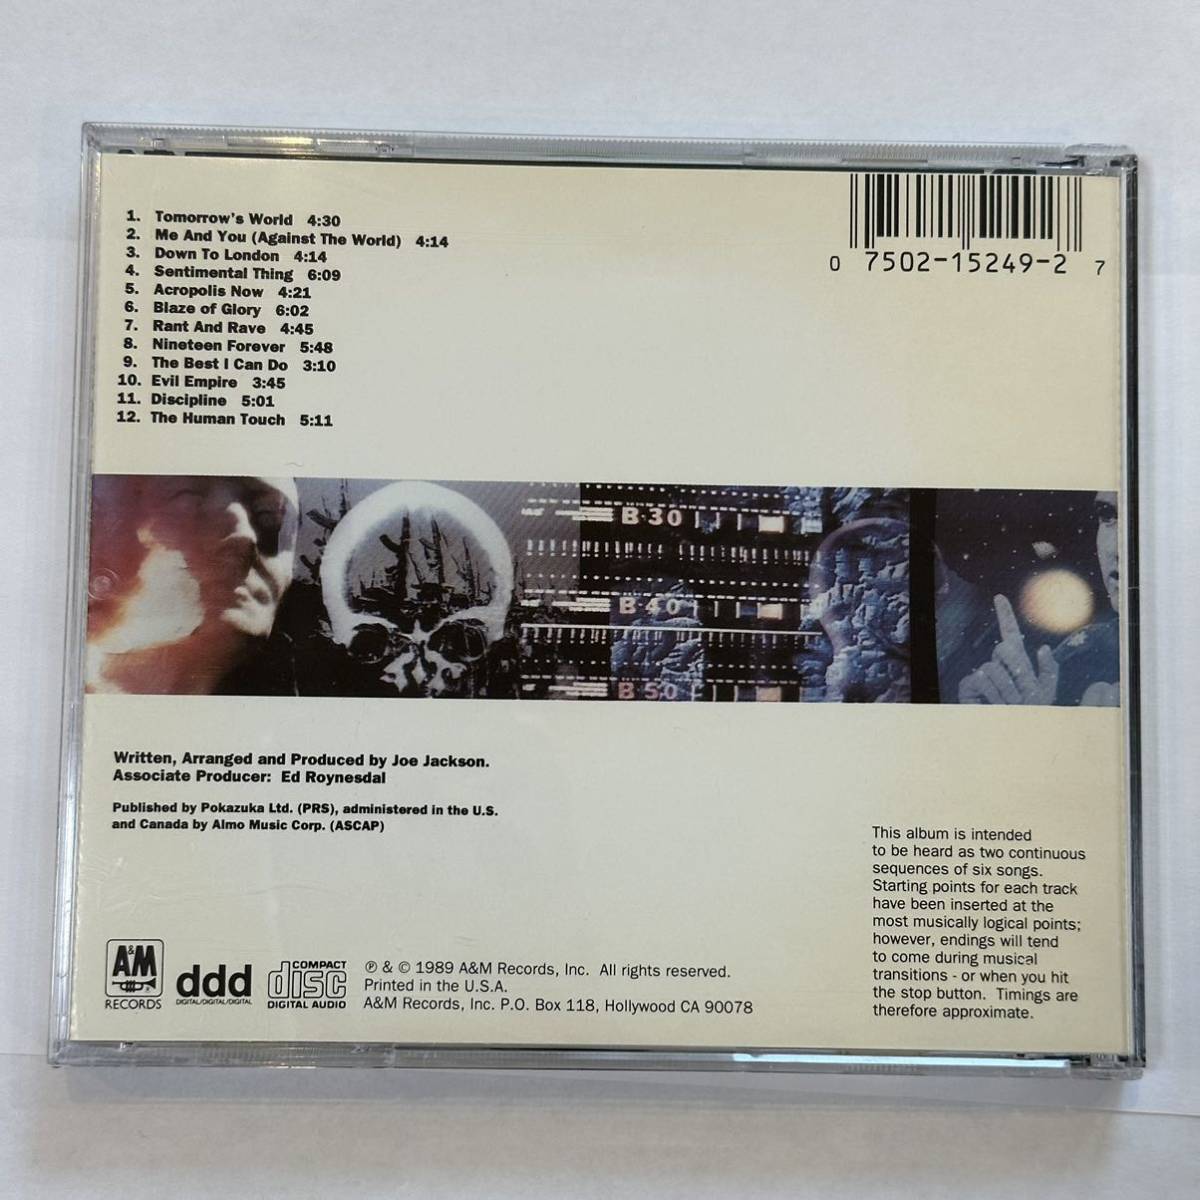 1. Tomorrow's World 4:30
2. Me And You (Against The World) 4:14
3. Down To London 4:14
4. Sentimental Thing 6:09
5. Acropolis Now 4:21
6. Blaze of Glory 6:02
7. Rant And Rave 4:45
8. Nineteen Forever 5:48
9. The Best I Can Do 3:10
10. Evil Empire 3:45
11. Discipline 5:01
12. The Human Touch 5:11
0 7502-15249-2 7
B·30
B·40
B 50
Written, Arranged and Produced by Joe Jackson.
Associate Producer: Ed Roynesdal
Published by Pokazuka Ltd. (PRS), administered in the U.S.
and Canada by Almo Music Corp. (ASCAP)
This album is intended
to be heard as two continuous
sequences of six songs.
Starting points for each track
have been inserted at the
most musically logical points;
however, endings will tend
to come during musical
transitions - or when you hit
the stop button. Timings are
therefore approximate.
A&M
RECORDS
ddd
DIGITAL/DIGITAL/DIGITAL
COMPACT
disc
DIGITAL AUDIO
℗ & © 1989 A&M Records, Inc. All rights reserved.
Printed in the U.S.A.
A&M Records, Inc. P.O. Box 118, Hollywood CA 90078